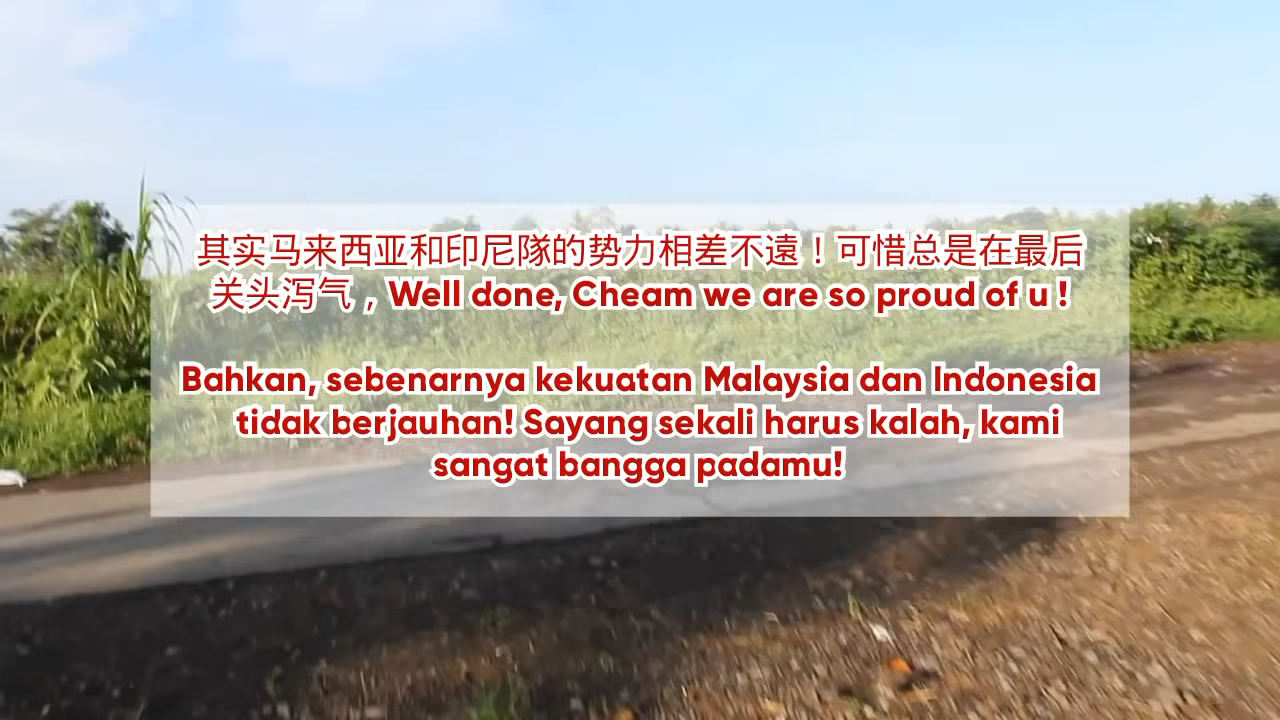 其实马来西亚和印尼隊的势力相差不遠！可惜总是在最后
关头泻气，Well done, Cheam we are so proud of u !
Bahkan, sebenarnya kekuatan Malaysia dan Indonesia
tidak berjauhan! Sayang sekali harus kalah, kami
sangat bangga padamu!